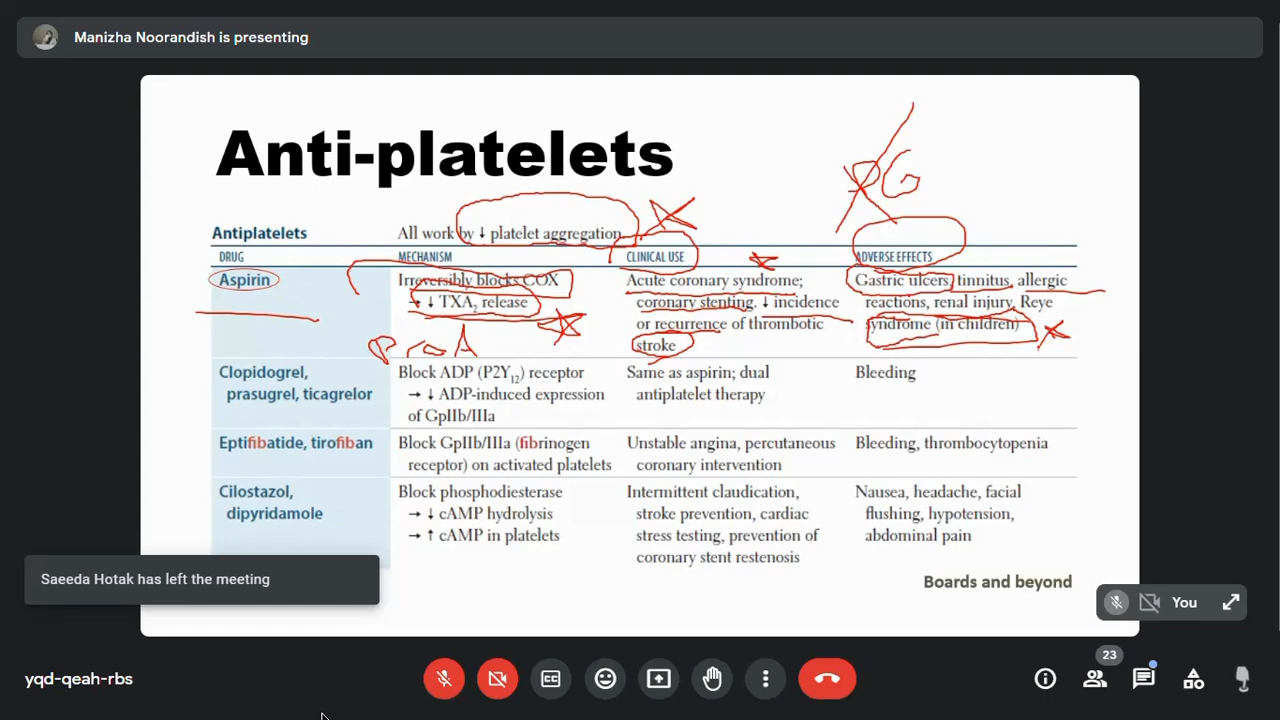 Manizha Noorandish is presenting
Anti-platelets
Antiplatelets All work by ↓ platelet aggregation.
DRUG MECHANISM CLINICAL USE ADVERSE EFFECTS
Aspirin Irreversibly blocks COX Acute coronary syndrome; Gastric ulcers, tinnitus, allergic
→ ↓ TXA2 release coronary stenting. ↓ incidence reactions, renal injury, Reye
or recurrence of thrombotic syndrome (in children)
stroke
Clopidogrel, Block ADP (P2Y12) receptor Same as aspirin; dual Bleeding
prasugrel, ticagrelor → ↓ ADP-induced expression antiplatelet therapy
of GpIIb/IIIa
Eptifibatide, tirofiban Block GpIIb/IIIa (fibrinogen Unstable angina, percutaneous Bleeding, thrombocytopenia
receptor) on activated platelets coronary intervention
Cilostazol, Block phosphodiesterase Intermittent claudication, Nausea, headache, facial
dipyridamole → ↓ cAMP hydrolysis stroke prevention, cardiac flushing, hypotension,
→ ↑ cAMP in platelets stress testing, prevention of abdominal pain
coronary stent restenosis
Saeeda Hotak has left the meeting
Boards and beyond
You
23
yqd-qeah-rbs